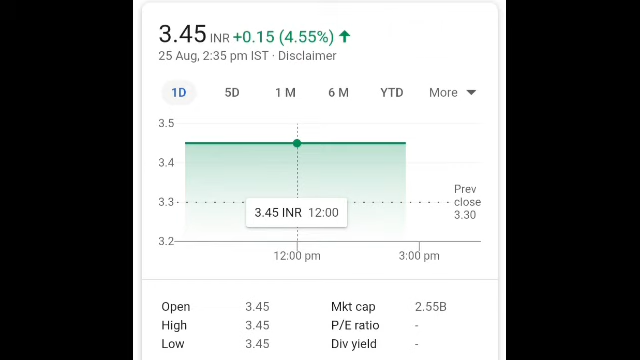 3.45 INR +0.15 (4.55%)
25 Aug, 2:35 pm IST · Disclaimer
1D 5D 1 M 6 M YTD More
3.5
3.4
3.3
3.2
Prev
close
3.30
3.45 INR 12:00
12:00 pm 3:00 pm
Open 3.45 Mkt cap 2.55B
High 3.45 P/E ratio -
Low 3.45 Div yield -